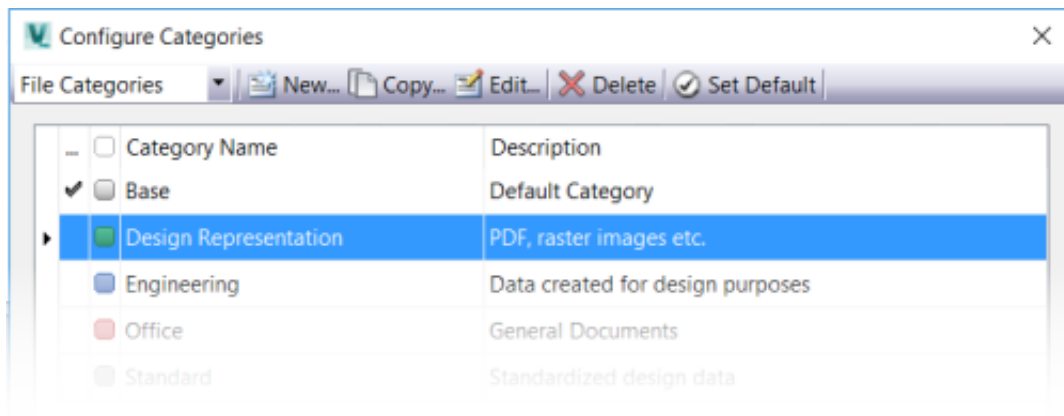 Configure Categories
File Categories New... Copy... Edit... Delete Set Default
... Category Name Description
Base Default Category
Design Representation PDF, raster images etc.
Engineering Data created for design purposes
Office General Documents
Standard Standardized design data